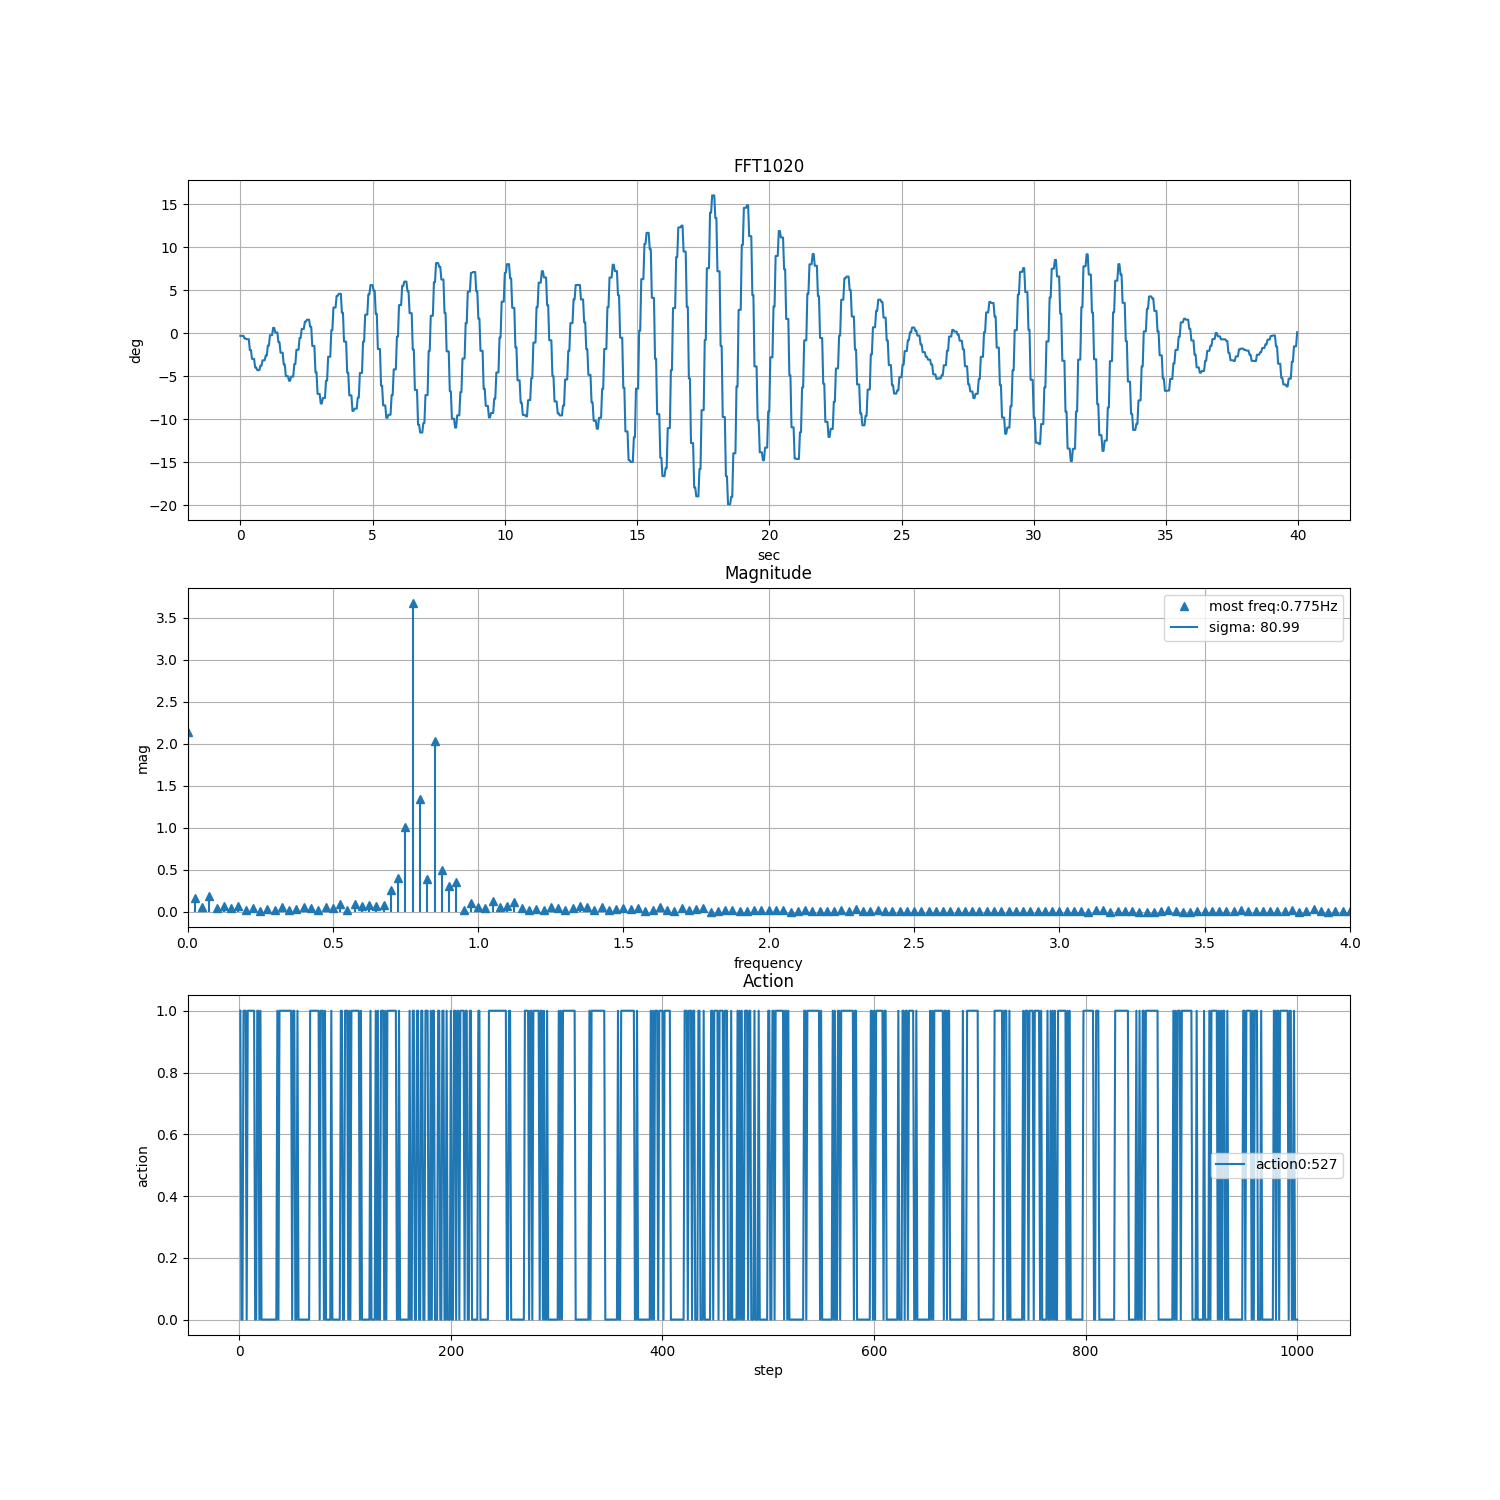 FFT1020
15
10
5
0
−5
−10
−15
−20
deg
0 5 10 15 20 25 30 35 40
sec
Magnitude
3.5
3.0
2.5
2.0
1.5
1.0
0.5
0.0
mag
most freq:0.775Hz
sigma: 80.99
0.0 0.5 1.0 1.5 2.0 2.5 3.0 3.5 4.0
frequency
Action
1.0
0.8
0.6
0.4
0.2
0.0
action
action0:527
0 200 400 600 800 1000
step